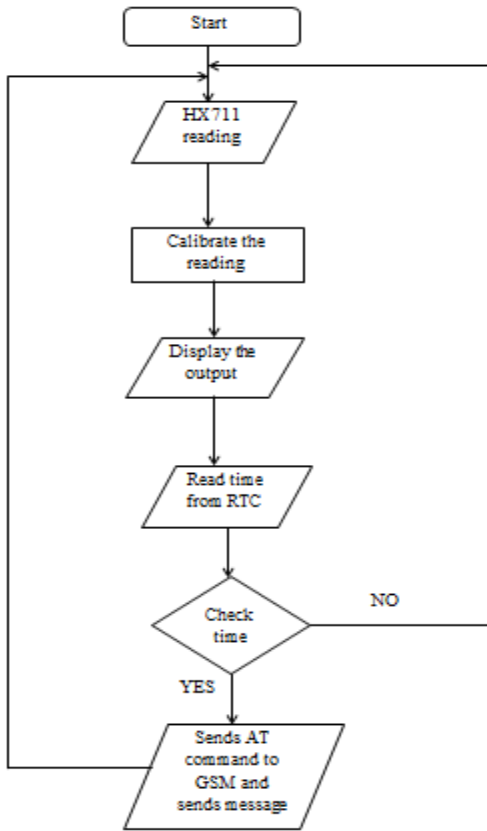 Start
HX711
reading
Calibrate the
reading
Display the
output
Read time
from RTC
Check
time
NO
YES
Sends AT
command to
GSM and
sends message